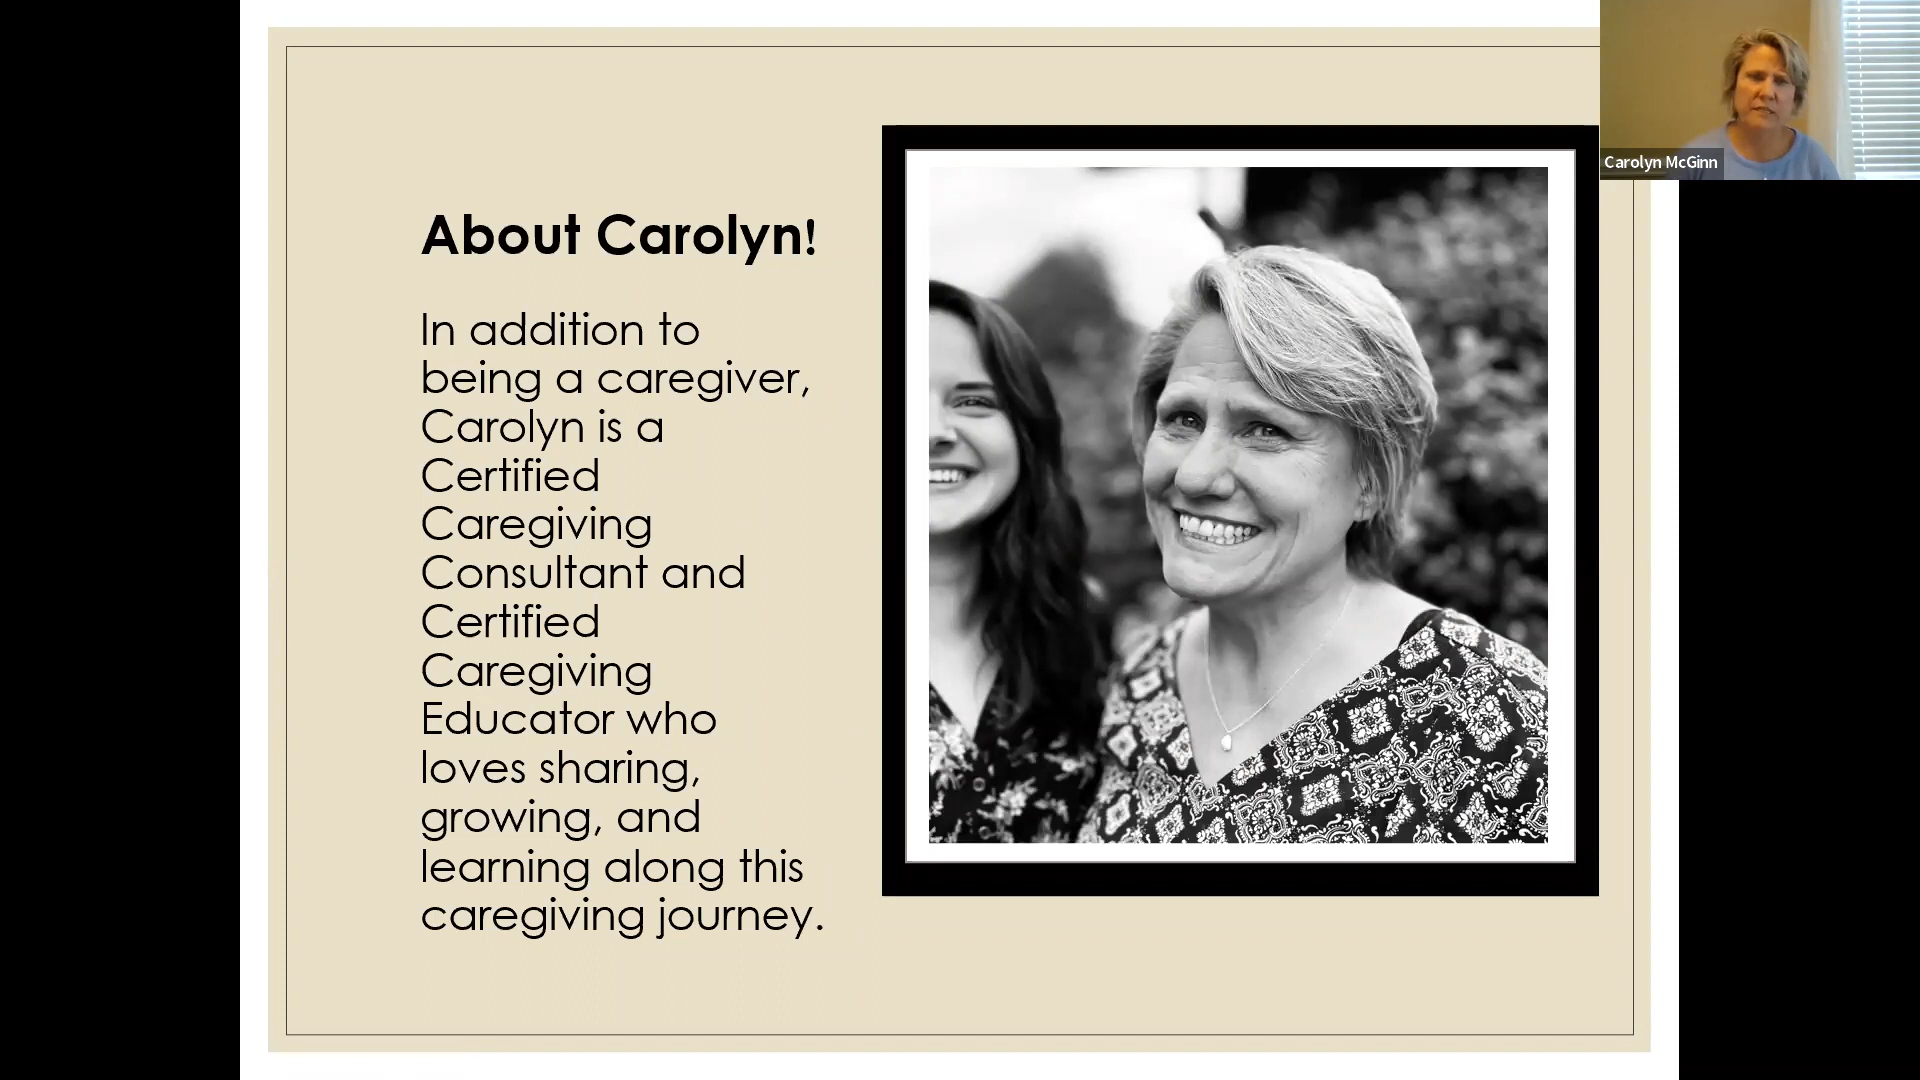 About Carolyn!
In addition to
being a caregiver,
Carolyn is a
Certified
Caregiving
Consultant and
Certified
Caregiving
Educator who
loves sharing,
growing, and
learning along this
caregiving journey.
Carolyn McGinn